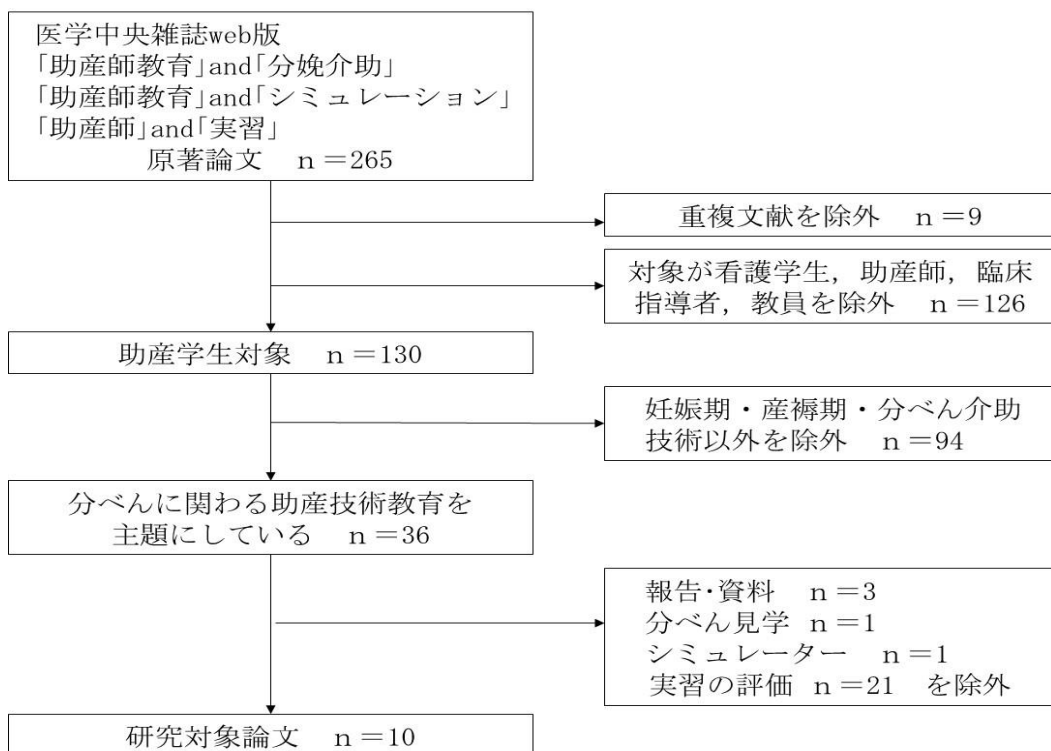 医学中央雑誌web版
「助産師教育」and「分娩介助」
「助産師教育」and「シミュレーション」
「助産師」and「実習」
原著論文　n＝265
重複文献を除外　n＝9
対象が看護学生，助産師，臨床
指導者，教員を除外　n＝126
助産学生対象　n＝130
妊娠期・産褥期・分べん介助
技術以外を除外　n＝94
分べんに関わる助産技術教育を
主題にしている　n＝36
報告・資料　n＝3
分べん見学　n＝1
シミュレーター　n＝1
実習の評価　n＝21　を除外
研究対象論文　n＝10